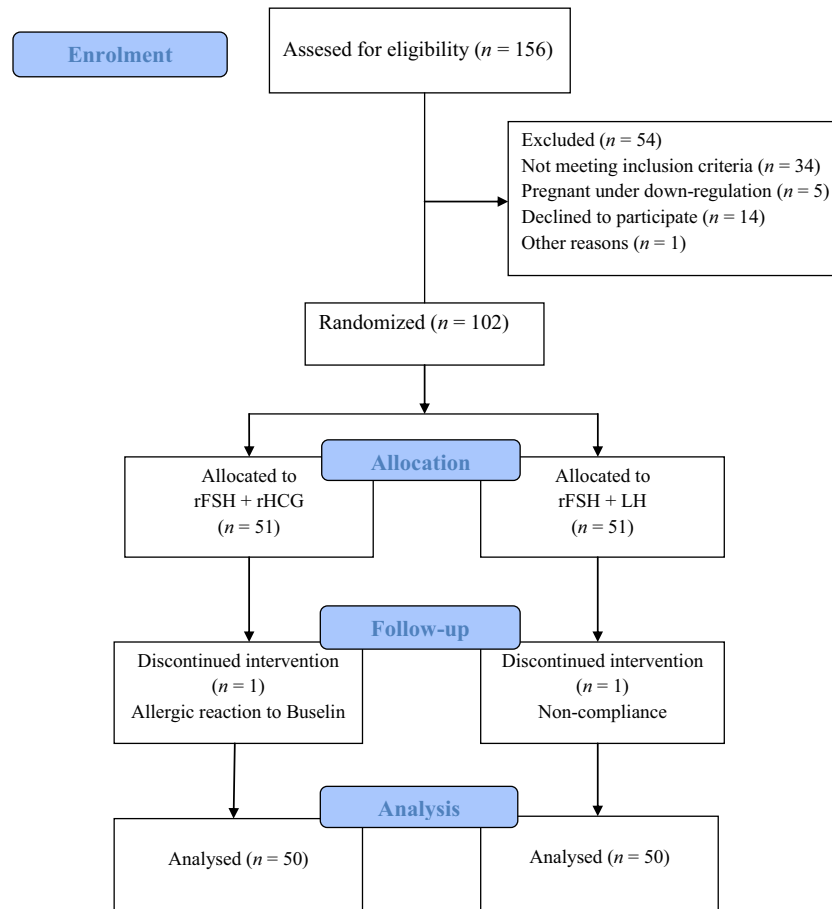 Enrolment
Assesed for eligibility (n = 156)
Excluded (n = 54)
Not meeting inclusion criteria (n = 34)
Pregnant under down-regulation (n = 5)
Declined to participate (n = 14)
Other reasons (n = 1)
Randomized (n = 102)
Allocation
Allocated to
rFSH + rHCG
(n = 51)
Allocated to
rFSH + LH
(n = 51)
Follow-up
Discontinued intervention
(n = 1)
Allergic reaction to Buselin
Discontinued intervention
(n = 1)
Non-compliance
Analysis
Analysed (n = 50)
Analysed (n = 50)